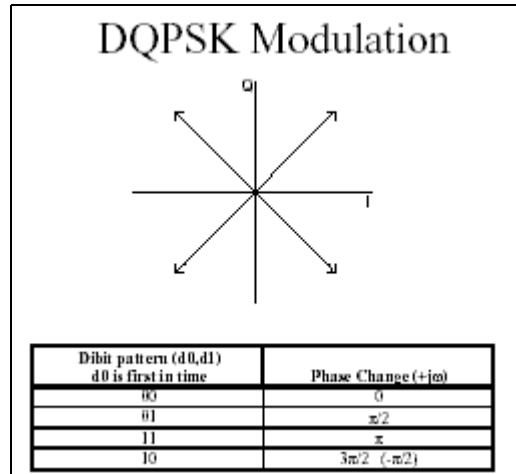 DQPSK Modulation
Q
I
Dibit pattern (d0,d1)
d0 is first in time
Phase Change (+jω)
00
0
01
π/2
11
π
10
3π/2 (-π/2)